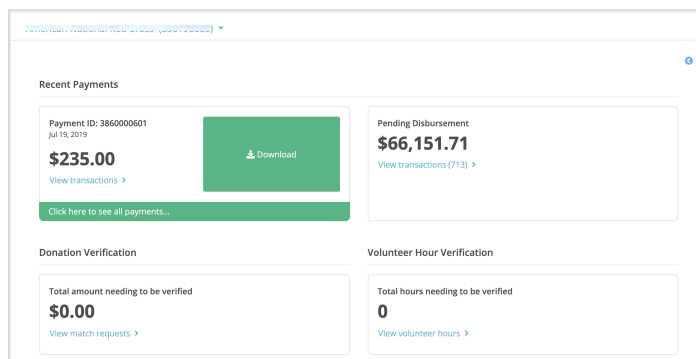 Recent Payments
Payment ID: 3860000601
Jul 19, 2019
$235.00
View transactions >
Download
Click here to see all payments...
Pending Disbursement
$66,151.71
View transactions (713) >
Donation Verification
Total amount needing to be verified
$0.00
View match requests >
Volunteer Hour Verification
Total hours needing to be verified
0
View volunteer hours >